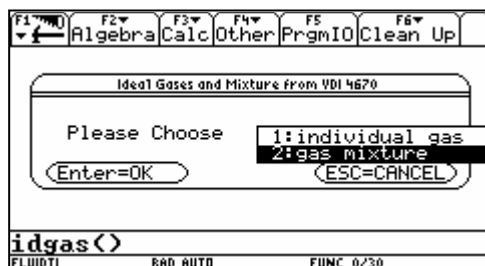 F1 F2 F3 F4 F5 F6
Algebra Calc Other PrgmIO Clean Up
Ideal Gases and Mixture from VDI 4670
Please Choose
1:individual gas
2:gas mixture
Enter=OK ESC=CANCEL
idgas()
FLUIDTL RAD AUTO FUNC 0/30